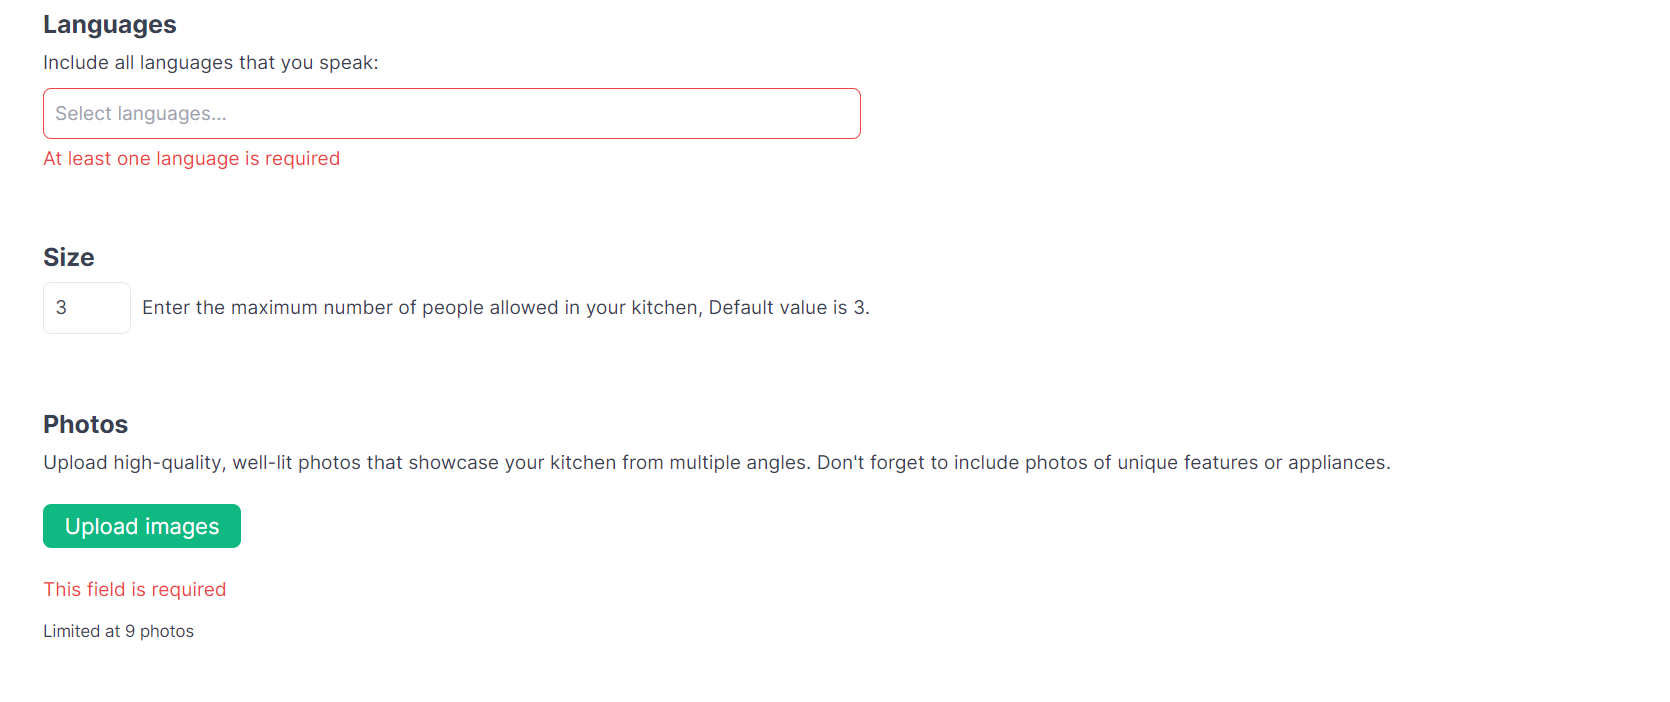 Languages
Include all languages that you speak:
Select languages...
At least one language is required
Size
3 Enter the maximum number of people allowed in your kitchen, Default value is 3.
Photos
Upload high-quality, well-lit photos that showcase your kitchen from multiple angles. Don't forget to include photos of unique features or appliances.
Upload images
This field is required
Limited at 9 photos